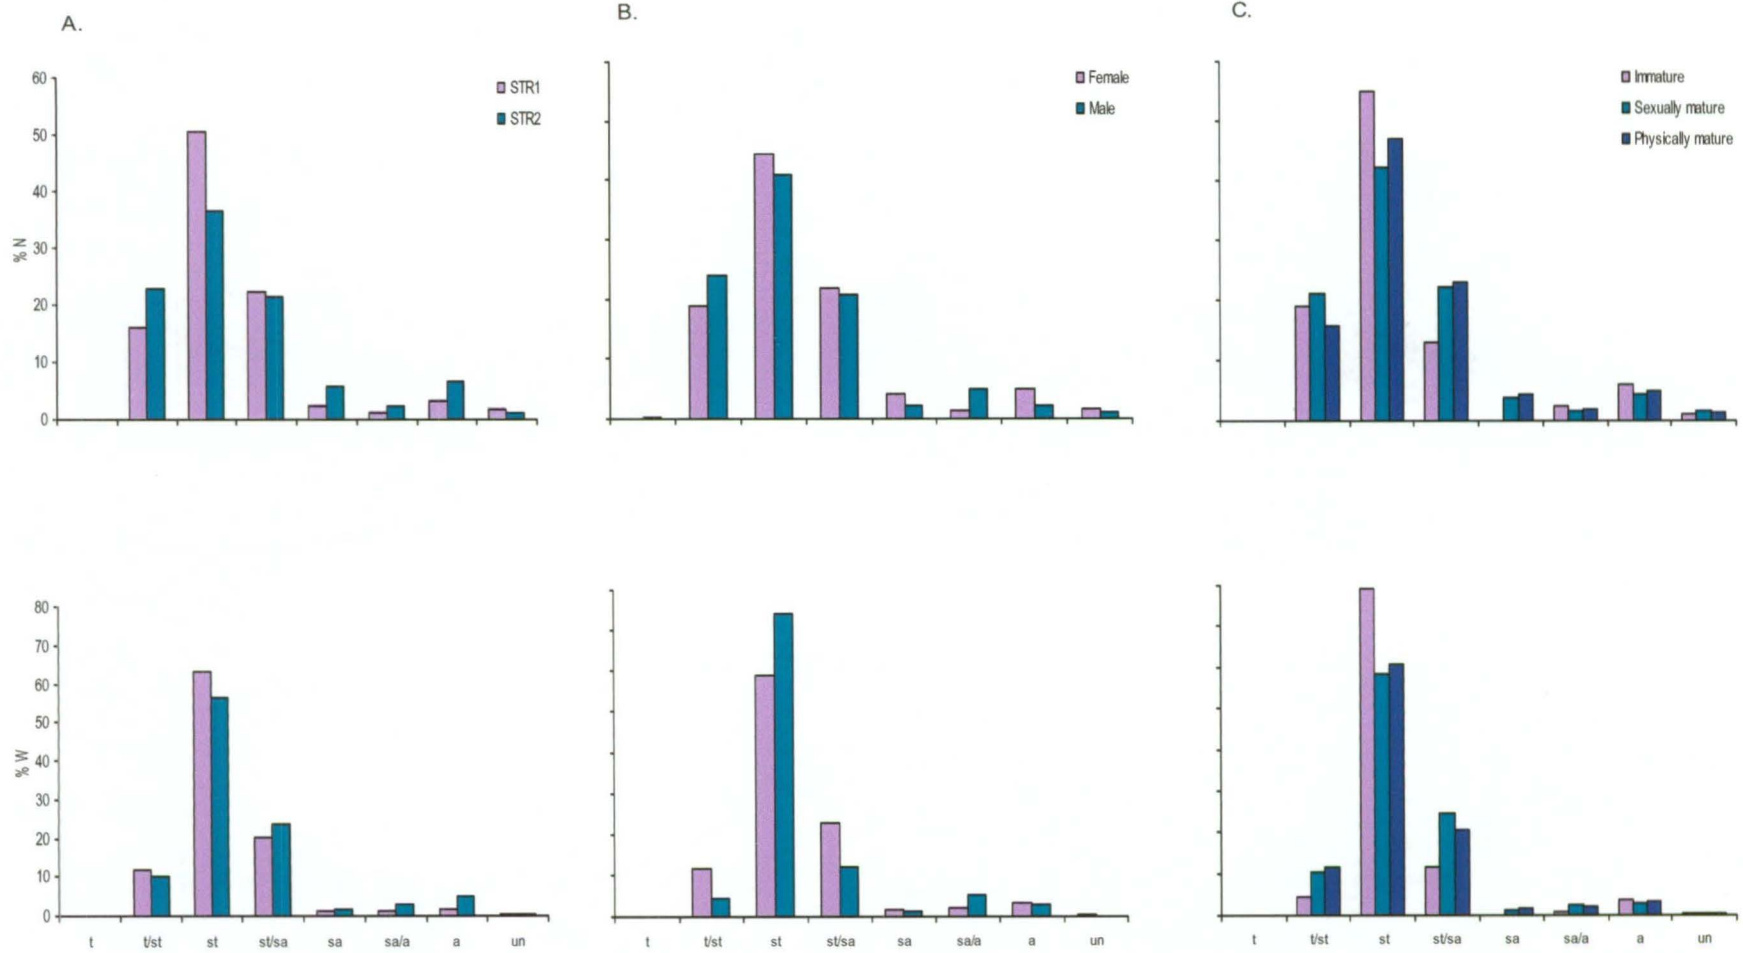 A.
B.
C.
60
50
40
30
20
10
0
% N
STR1
STR2
Female
Male
Immature
Sexually mature
Physically mature
80
70
60
50
40
30
20
10
0
% W
t t/st st st/sa sa sa/a a un
t t/st st st/sa sa sa/a a un
t t/st st st/sa sa sa/a a un